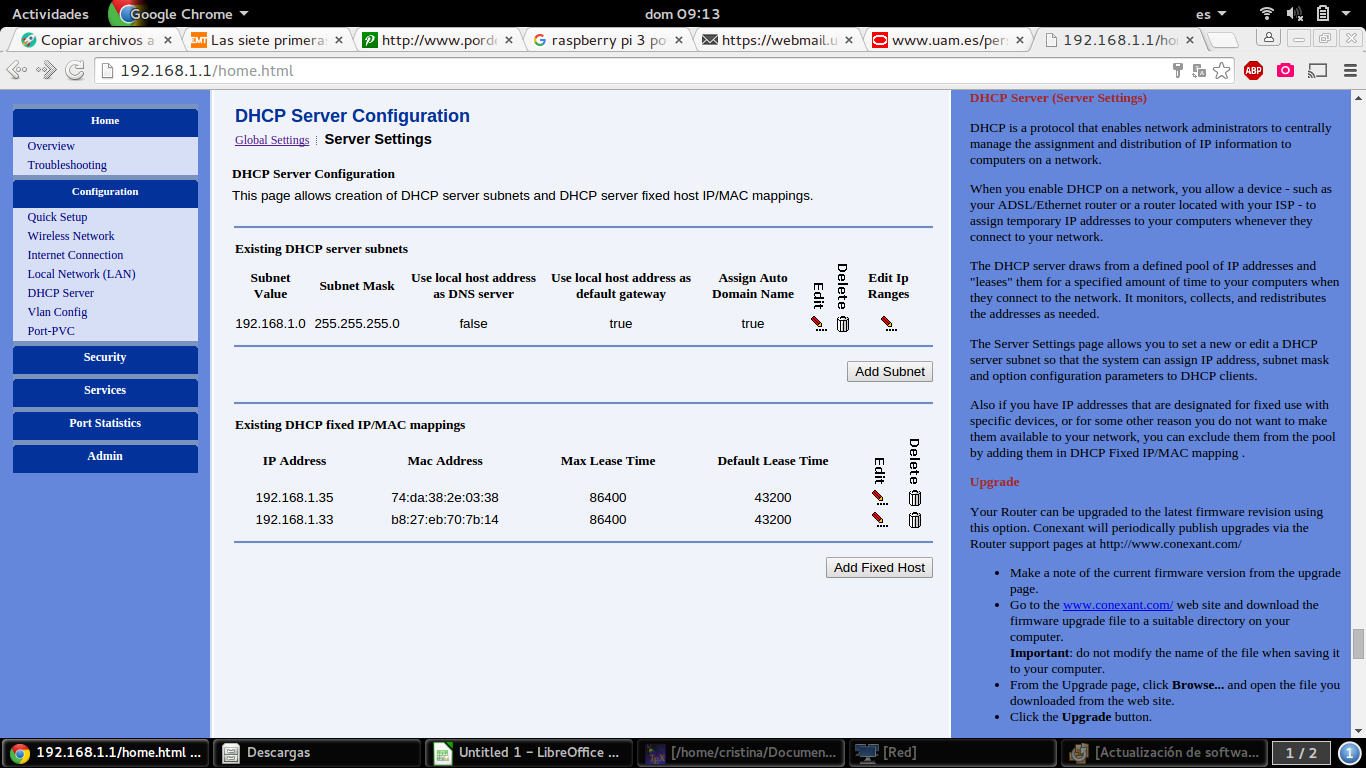 Actividades
Google Chrome
dom 09:13
es
Copiar archivos a
EMT
Las siete primera
http://www.pord
raspberry pi 3 po
https://webmail.u
www.uam.es/per
192.168.1.1/ho
192.168.1.1/home.html
ABP
Home
Overview
Troubleshooting
Configuration
Quick Setup
Wireless Network
Internet Connection
Local Network (LAN)
DHCP Server
Vlan Config
Port-PVC
Security
Services
Port Statistics
Admin
DHCP Server Configuration
Global Settings
Server Settings
DHCP Server Configuration
This page allows creation of DHCP server subnets and DHCP server fixed host IP/MAC mappings.
Existing DHCP server subnets
Subnet Value Subnet Mask Use local host address as DNS server Use local host address as default gateway Assign Auto Domain Name Edit Delete Edit Ip Ranges
192.168.1.0 255.255.255.0 false true true
Add Subnet
Existing DHCP fixed IP/MAC mappings
IP Address Mac Address Max Lease Time Default Lease Time Edit Delete
192.168.1.35 74:da:38:2e:03:38 86400 43200
192.168.1.33 b8:27:eb:70:7b:14 86400 43200
Add Fixed Host
DHCP Server (Server Settings)
DHCP is a protocol that enables network administrators to centrally
manage the assignment and distribution of IP information to
computers on a network.
When you enable DHCP on a network, you allow a device - such as
your ADSL/Ethernet router or a router located with your ISP - to
assign temporary IP addresses to your computers whenever they
connect to your network.
The DHCP server draws from a defined pool of IP addresses and
"leases" them for a specified amount of time to your computers when
they connect to the network. It monitors, collects, and redistributes
the addresses as needed.
The Server Settings page allows you to set a new or edit a DHCP
server subnet so that the system can assign IP address, subnet mask
and option configuration parameters to DHCP clients.
Also if you have IP addresses that are designated for fixed use with
specific devices, or for some other reason you do not want to make
them available to your network, you can exclude them from the pool
by adding them in DHCP Fixed IP/MAC mapping .
Upgrade
Your Router can be upgraded to the latest firmware revision using
this option. Conexant will periodically publish upgrades via the
Router support pages at http://www.conexant.com/
• Make a note of the current firmware version from the upgrade
page.
• Go to the www.conexant.com/ web site and download the
firmware upgrade file to a suitable directory on your
computer.
Important: do not modify the name of the file when saving it
to your computer.
• From the Upgrade page, click Browse... and open the file you
downloaded from the web site.
• Click the Upgrade button.
192.168.1.1/home.html ...
Descargas
Untitled 1 – LibreOffice ...
[/home/cristina/Documen...
[Red]
[Actualización de softwa...
1 / 2
1